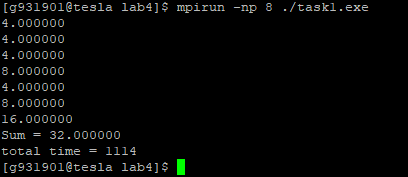 [g931901@tesla lab4]$ mpirun -np 8 ./task1.exe
4.000000
4.000000
4.000000
8.000000
4.000000
8.000000
16.000000
Sum = 32.000000
total time = 1114
[g931901@tesla lab4]$